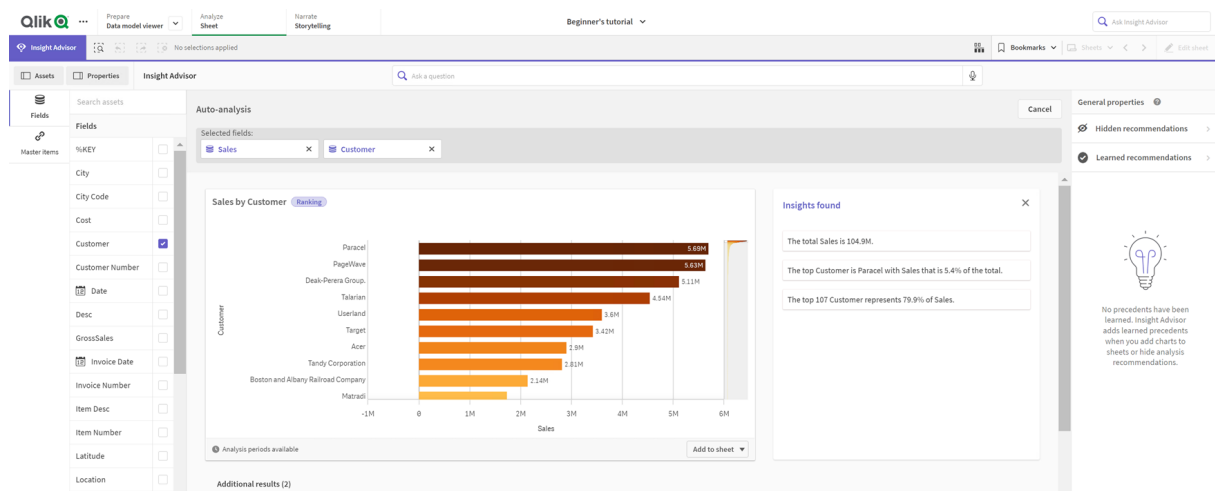 Qlik
Prepare
Data model viewer
Analyze
Sheet
Narrate
Storytelling
Beginner's tutorial
Ask Insight Advisor
Insight Advisor
No selections applied
Bookmarks
Sheets
Edit sheet
Assets
Properties
Insight Advisor
Ask a question
Fields
Master items
Search assets
Fields
%KEY
City
City Code
Cost
Customer
Customer Number
Date
Desc
GrossSales
Invoice Date
Invoice Number
Item Desc
Item Number
Latitude
Location
Auto-analysis
Cancel
Selected fields:
Sales
Customer
Sales by Customer Ranking
Customer
Paracel 5.69M
PageWave 5.63M
Deak-Perera Group. 5.11M
Talarian 4.54M
Userland 3.6M
Target 3.42M
Acer 2.9M
Tandy Corporation 2.81M
Boston and Albany Railroad Company 2.14M
Matradi
-1M 0 1M 2M 3M 4M 5M 6M
Sales
Analysis periods available
Add to sheet
Additional results (2)
Insights found
The total Sales is 104.9M.
The top Customer is Paracel with Sales that is 5.4% of the total.
The top 107 Customer represents 79.9% of Sales.
General properties
Hidden recommendations
Learned recommendations
No precedents have been
learned. Insight Advisor
adds learned precedents
when you add charts to
sheets or hide analysis
recommendations.